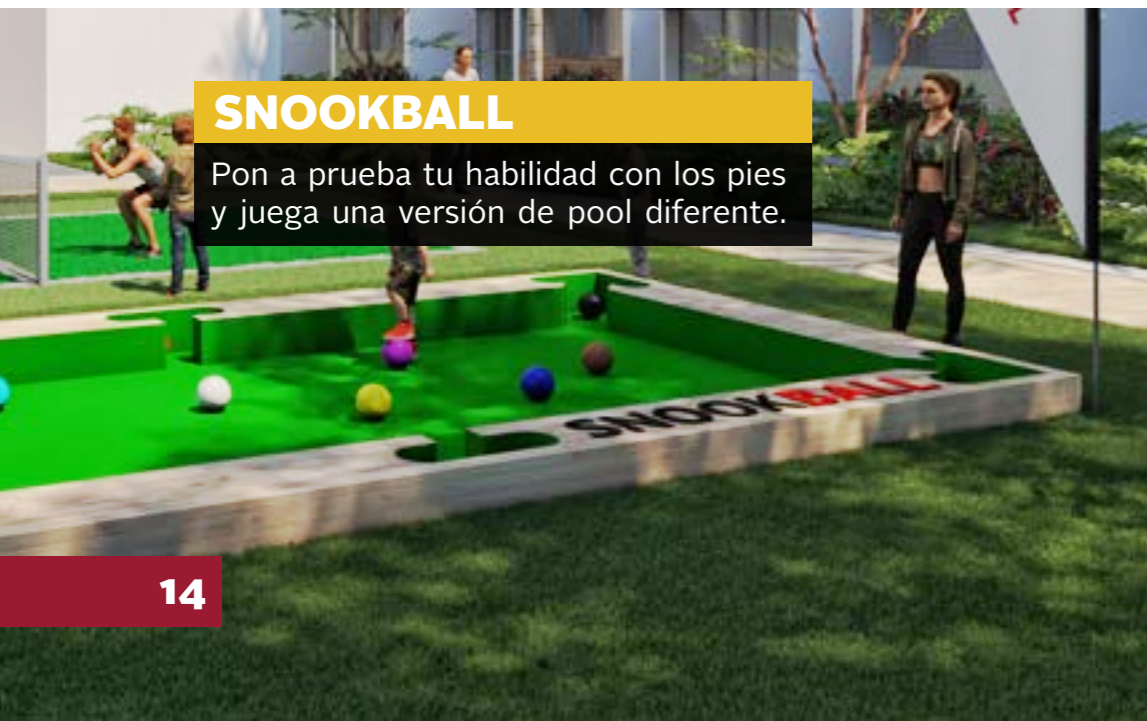 SNOOKBALL
Pon a prueba tu habilidad con los pies
y juega una versión de pool diferente.
SNOOKBALL
14